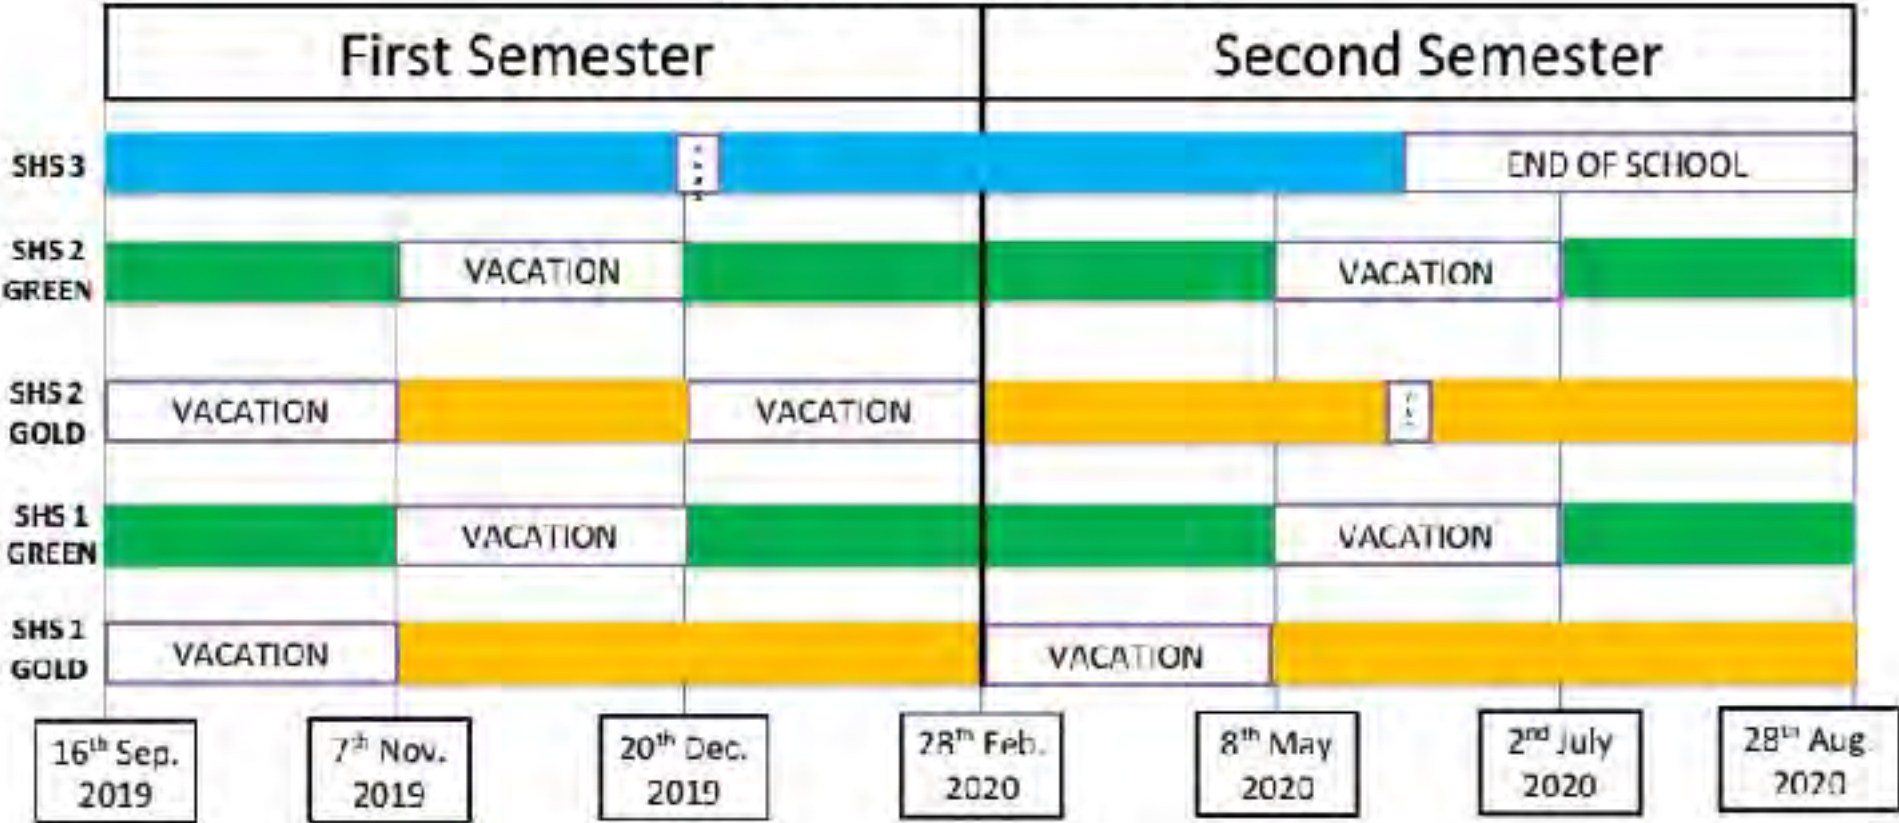 First Semester
Second Semester
SHS 3
END OF SCHOOL
SHS 2
GREEN
VACATION
VACATION
SHS 2
GOLD
VACATION
VACATION
SHS 1
GREEN
VACATION
VACATION
SHS 1
GOLD
VACATION
VACATION
16th Sep.
2019
7th Nov.
2019
20th Dec.
2019
28th Feb.
2020
8th May
2020
2nd July
2020
28th Aug
2020